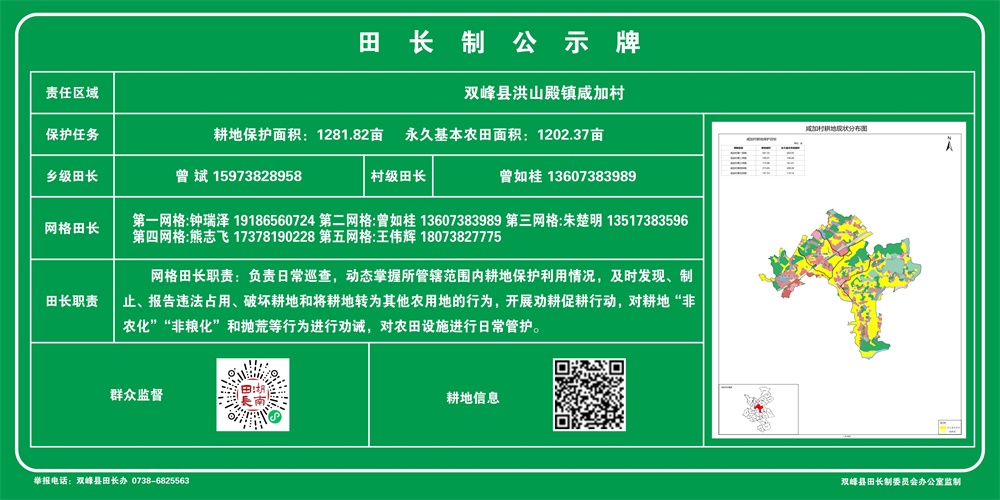 田长制公示牌
责任区域
双峰县洪山殿镇咸加村
保护任务
耕地保护面积：1281.82亩 永久基本农田面积：1202.37亩
乡级田长
曾 斌 15973828958
村级田长
曾如桂 13607383989
网格田长
第一网格:钟瑞泽 19186560724 第二网格:曾如桂 13607383989 第三网格:朱楚明 13517383596
第四网格:熊志飞 17378190228 第五网格:王伟辉 18073827775
田长职责
网格田长职责：负责日常巡查，动态掌握所管辖范围内耕地保护利用情况，及时发现、制
止、报告违法占用、破坏耕地和将耕地转为其他农用地的行为，开展劝耕促耕行动，对耕地“非
农化”“非粮化”和抛荒等行为进行劝诫，对农田设施进行日常管护。
群众监督
湖南
田长
耕地信息
咸加村耕地现状分布图
N
举报电话：双峰县田长办 0738-6825563
双峰县田长制委员会办公室监制